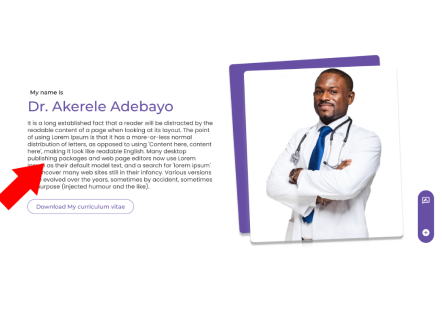 My name is
Dr. Akerele Adebayo
It is a long established fact that a reader will be distracted by the
readable content of a page when looking at its layout. The point
of using Lorem Ipsum is that it has a more-or-less normal
distribution of letters, as opposed to using 'Content here, content
here', making it look like readable English. Many desktop
publishing packages and web page editors now use Lorem
as their default model text, and a search for 'lorem ipsum'
uncover many web sites still in their infancy. Various versions
evolved over the years, sometimes by accident, sometimes
purpose (injected humour and the like).
Download My curriculum vitae